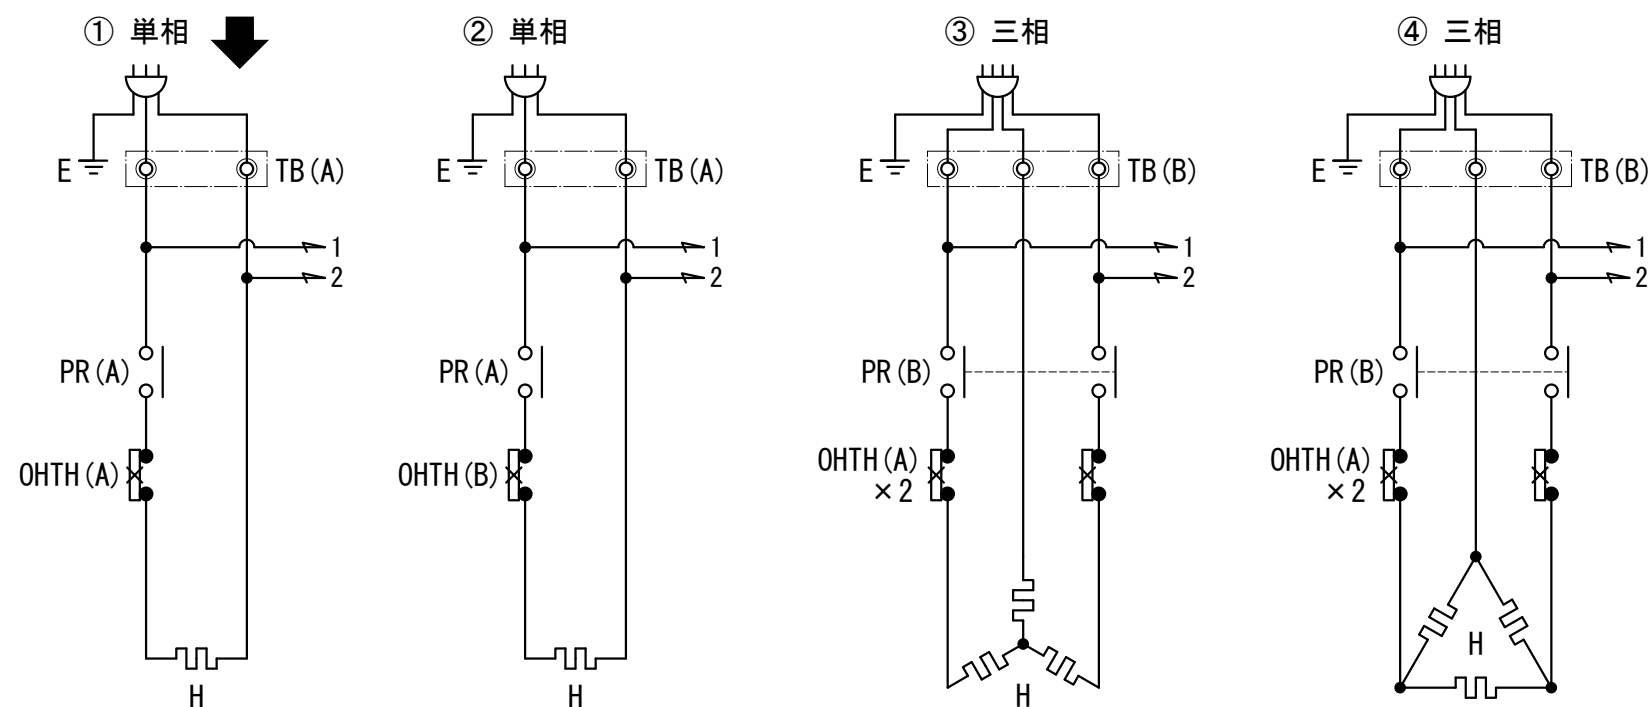 ① 単相
② 単相
③ 三相
④ 三相
E
TB(A)
E
TB(A)
E
TB(B)
E
TB(B)
1
1
1
1
2
2
2
2
PR(A)
PR(A)
PR(B)
PR(B)
OHTH(A)
OHTH(B)
OHTH(A)
×2
OHTH(A)
×2
H
H
H
H